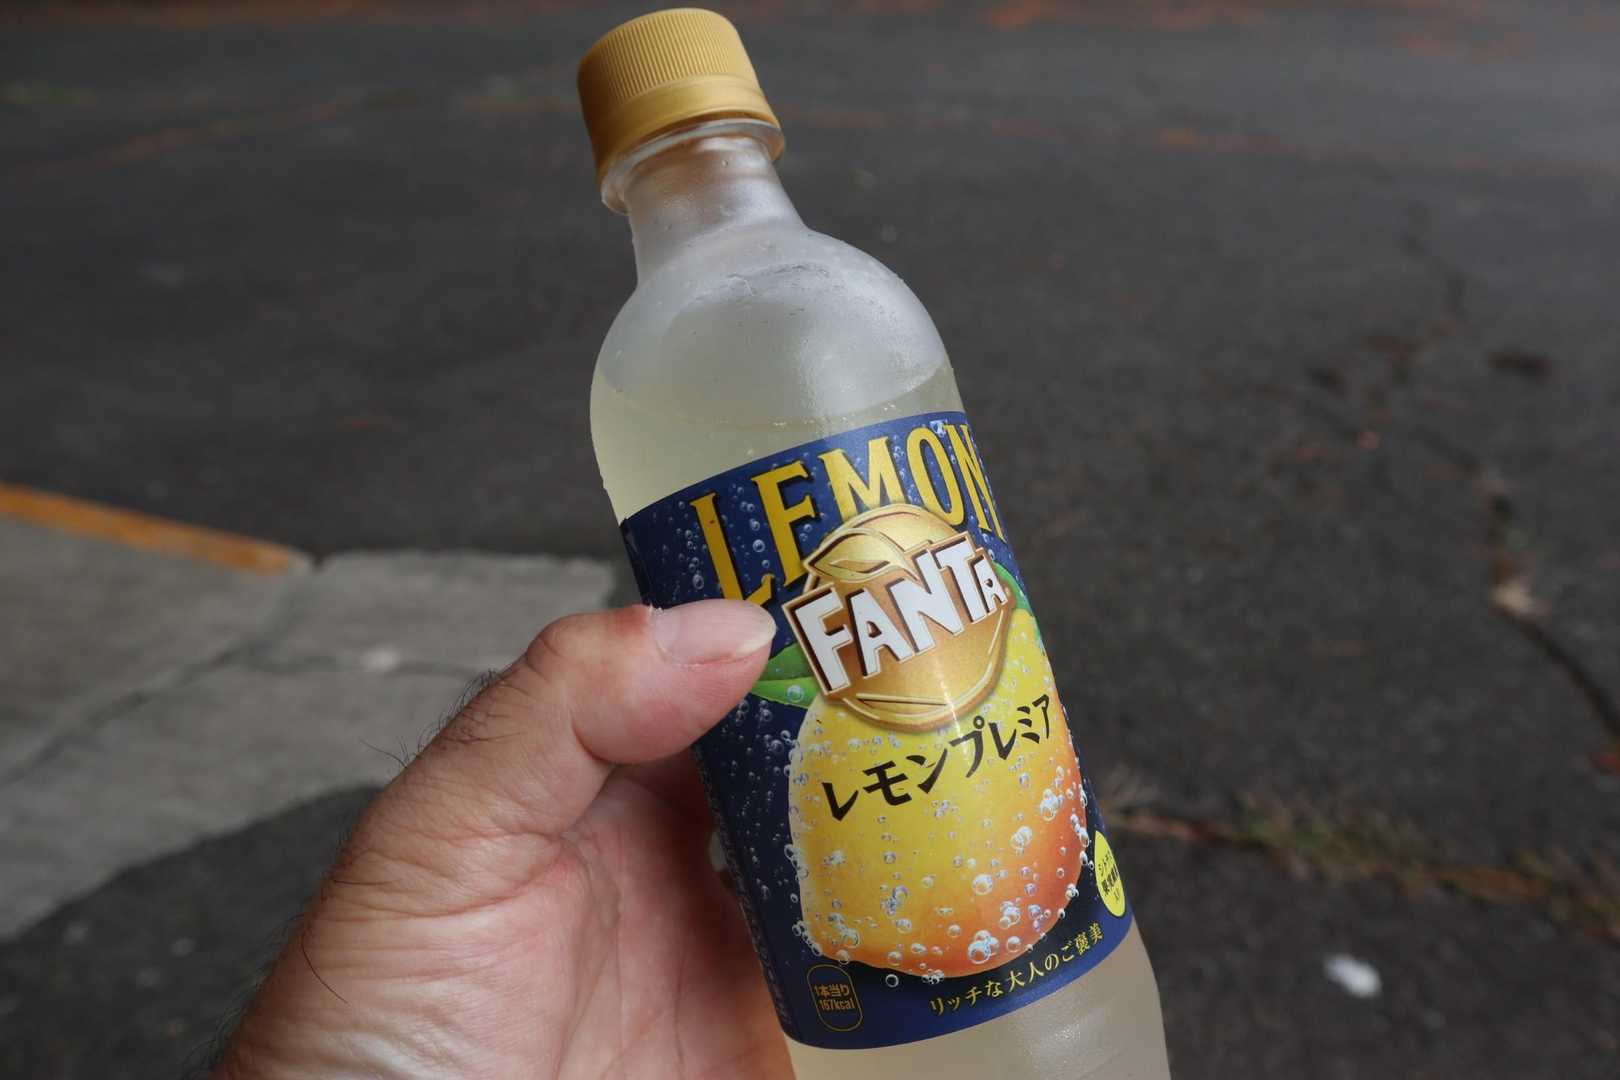 LEMON
FANTA
レモンプレミア
リッチな大人のご褒美
1本当り
167kcal